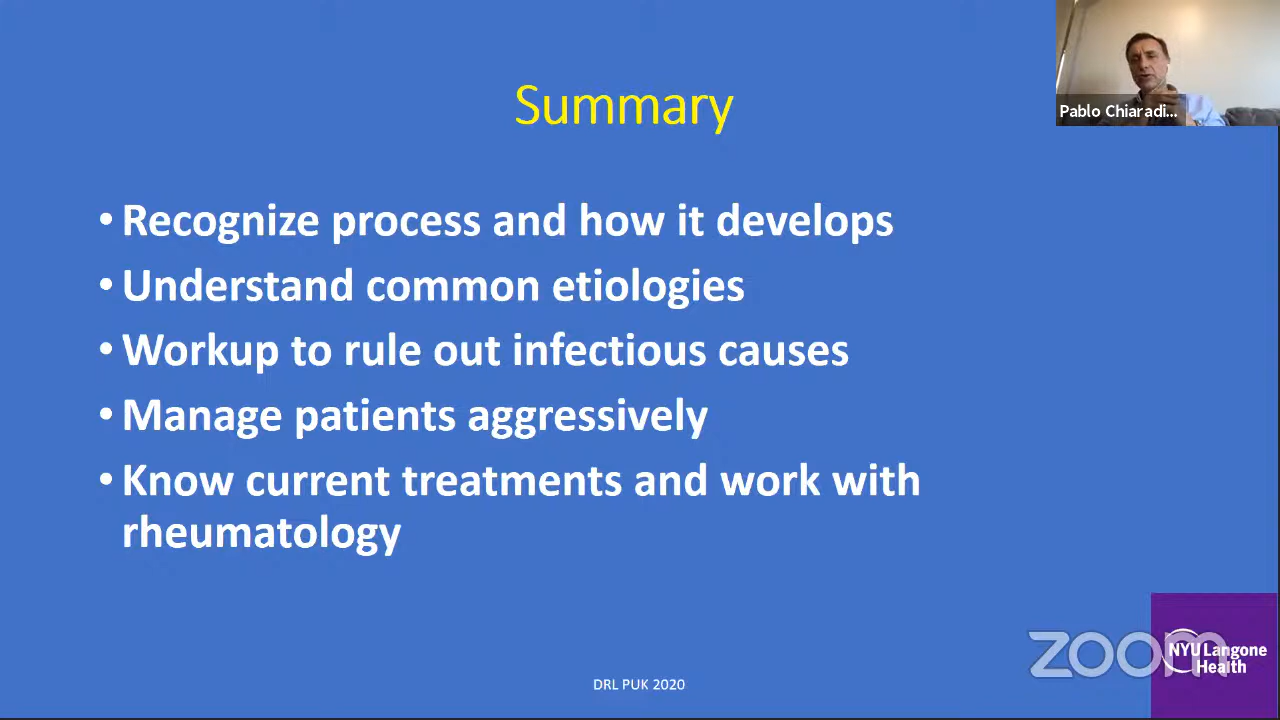 Summary
Pablo Chiaradi...
• Recognize process and how it develops
• Understand common etiologies
• Workup to rule out infectious causes
• Manage patients aggressively
• Know current treatments and work with
rheumatology
zoom
NYU Langone
Health
DRL PUK 2020